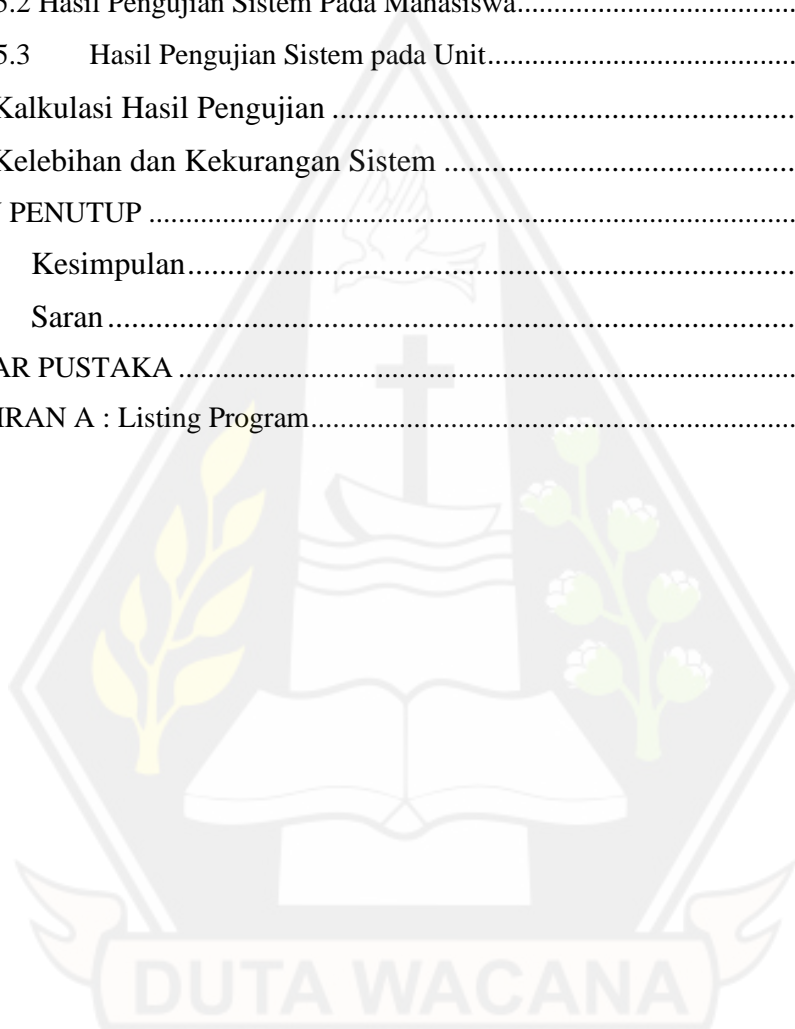 5.2 Hasil Pengujian Sistem Pada Mahasiswa............................................
5.3 Hasil Pengujian Sistem pada Unit............................................
Kalkulasi Hasil Pengujian ............................................
Kelebihan dan Kekurangan Sistem ............................................
PENUTUP ............................................
Kesimpulan............................................
Saran............................................
AR PUSTAKA ............................................
IRAN A : Listing Program............................................
DUTA WACANA